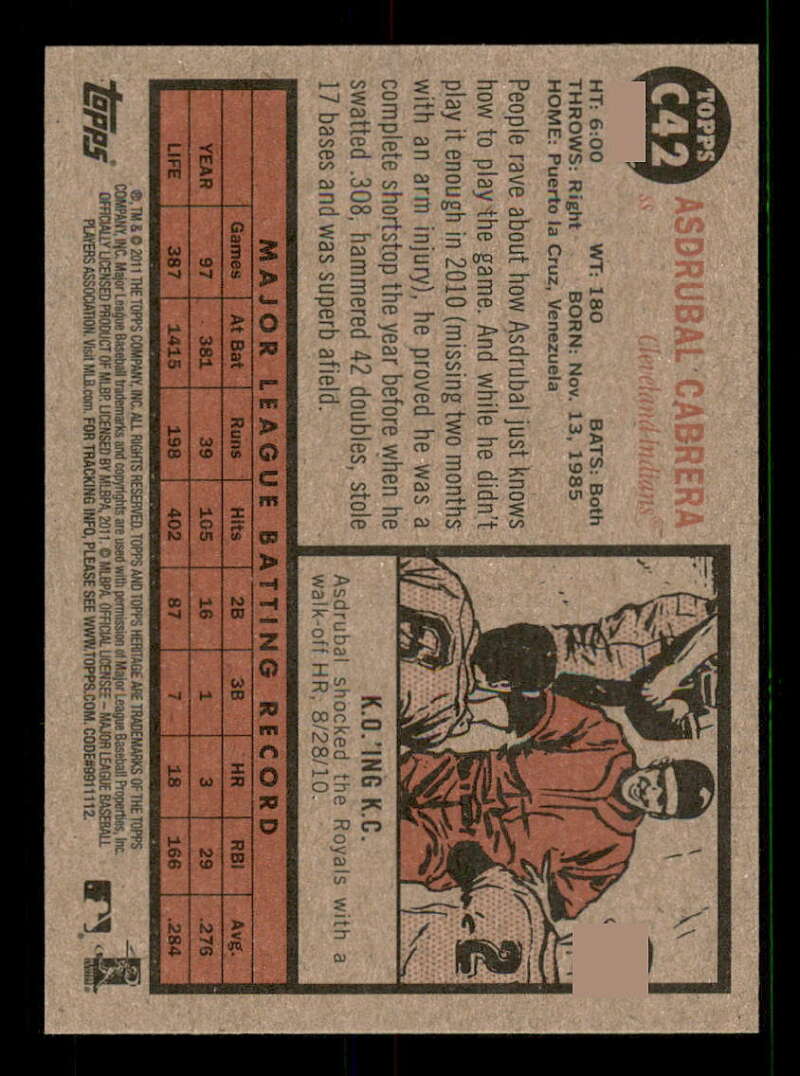 TOPPS
C42
ASDRUBAL CABRERA
SS Cleveland Indians
HT: 6:00 WT: 180 BATS: Both
THROWS: Right BORN: Nov. 13, 1985
HOME: Puerto la Cruz, Venezuela
People rave about how Asdrubal just knows
how to play the game. And while he didn't
play it enough in 2010 (missing two months
with an arm injury), he proved he was a
complete shortstop the year before when he
swatted .308, hammered 42 doubles, stole
17 bases and was superb afield.
2
K.O.'ING K.C.
Asdrubal shocked the Royals with a
walk-off HR, 8/28/10.
MAJOR LEAGUE BATTING RECORD
Games At Bat Runs Hits 2B 3B HR RBI Avg.
YEAR 97 381 39 105 16 1 3 29 .276
LIFE 387 1415 198 402 87 7 18 166 .284
topps®
®, TM & © 2011 THE TOPPS COMPANY, INC. ALL RIGHTS RESERVED. TOPPS AND TOPPS HERITAGE ARE TRADEMARKS OF THE TOPPS
COMPANY, INC. Major League Baseball trademarks and copyrights are used with permission of Major League Baseball Properties, Inc.
OFFICIALLY LICENSED PRODUCT OF MLBP. LICENSED BY MLBPA, 2011. © MLBPA, OFFICIAL LICENSEE – MAJOR LEAGUE BASEBALL
PLAYERS ASSOCIATION. Visit MLB.com. FOR TRACKING INFO, PLEASE SEE WWW.TOPPS.COM. CODE#9911112.